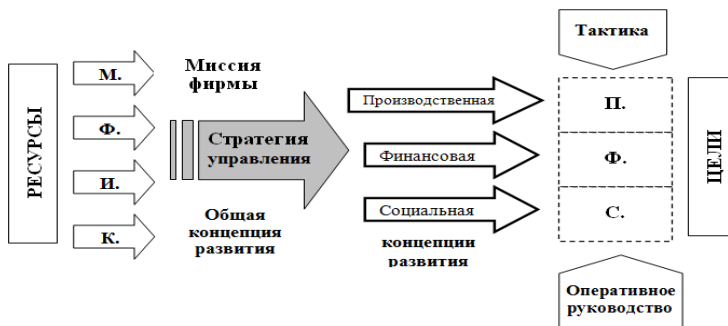 РЕСУРСЫ
М.
Ф.
И.
К.
Миссия
фирмы
Стратегия
управления
Общая
концепция
развития
Производственная
Финансовая
Социальная
концепции
развития
Тактика
П.
Ф.
С.
Оперативное
руководство
ЦЕЛИ